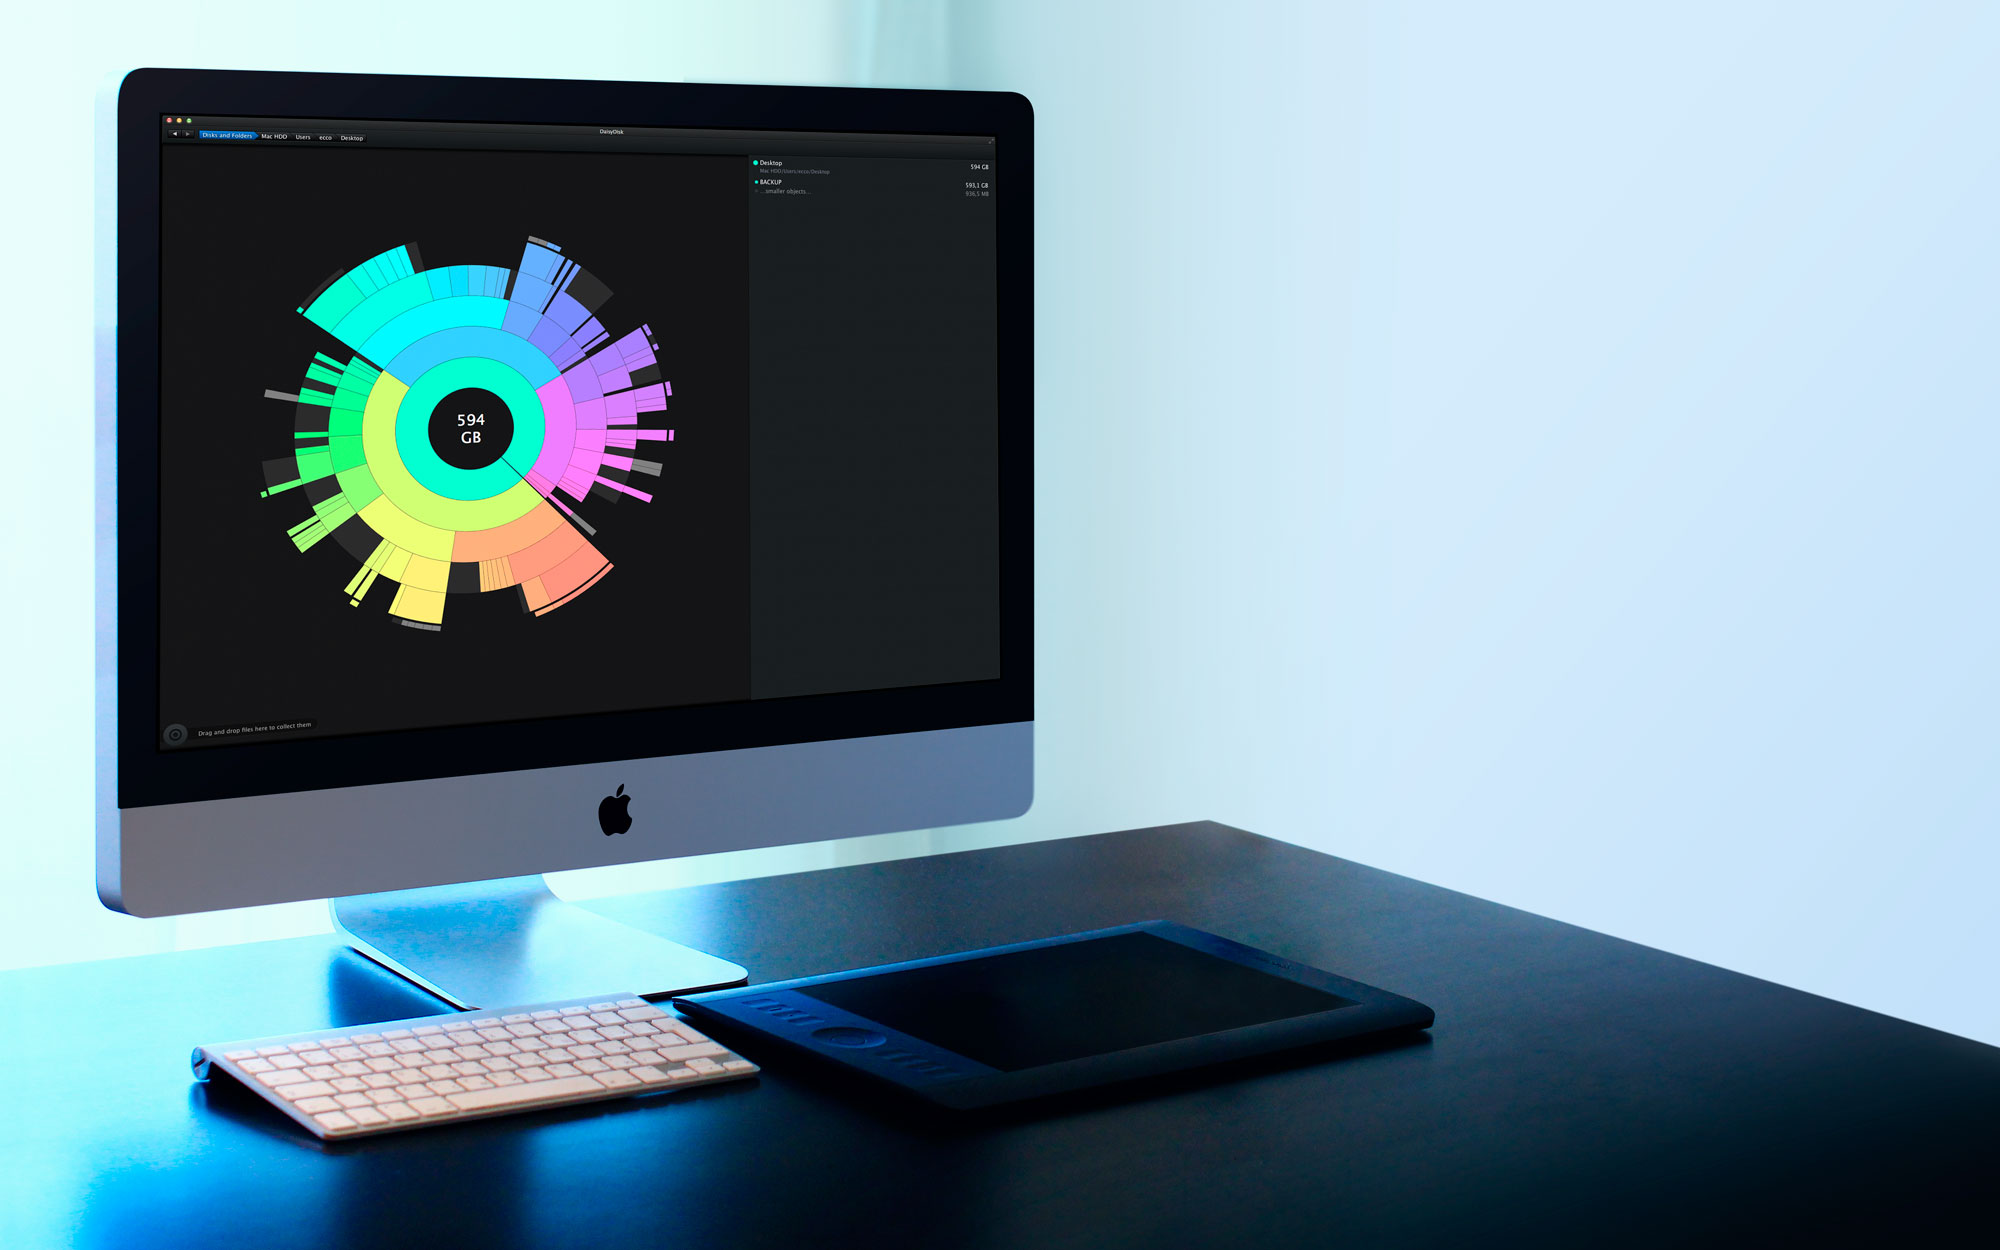 DaisyDisk
Disks and Folders Mac HDD Users ecco Desktop
Desktop 594 GB
Mac HDD/Users/ecco/Desktop
BACKUP 593,1 GB
...smaller objects... 936,5 MB
594
GB
Drag and drop files here to collect them